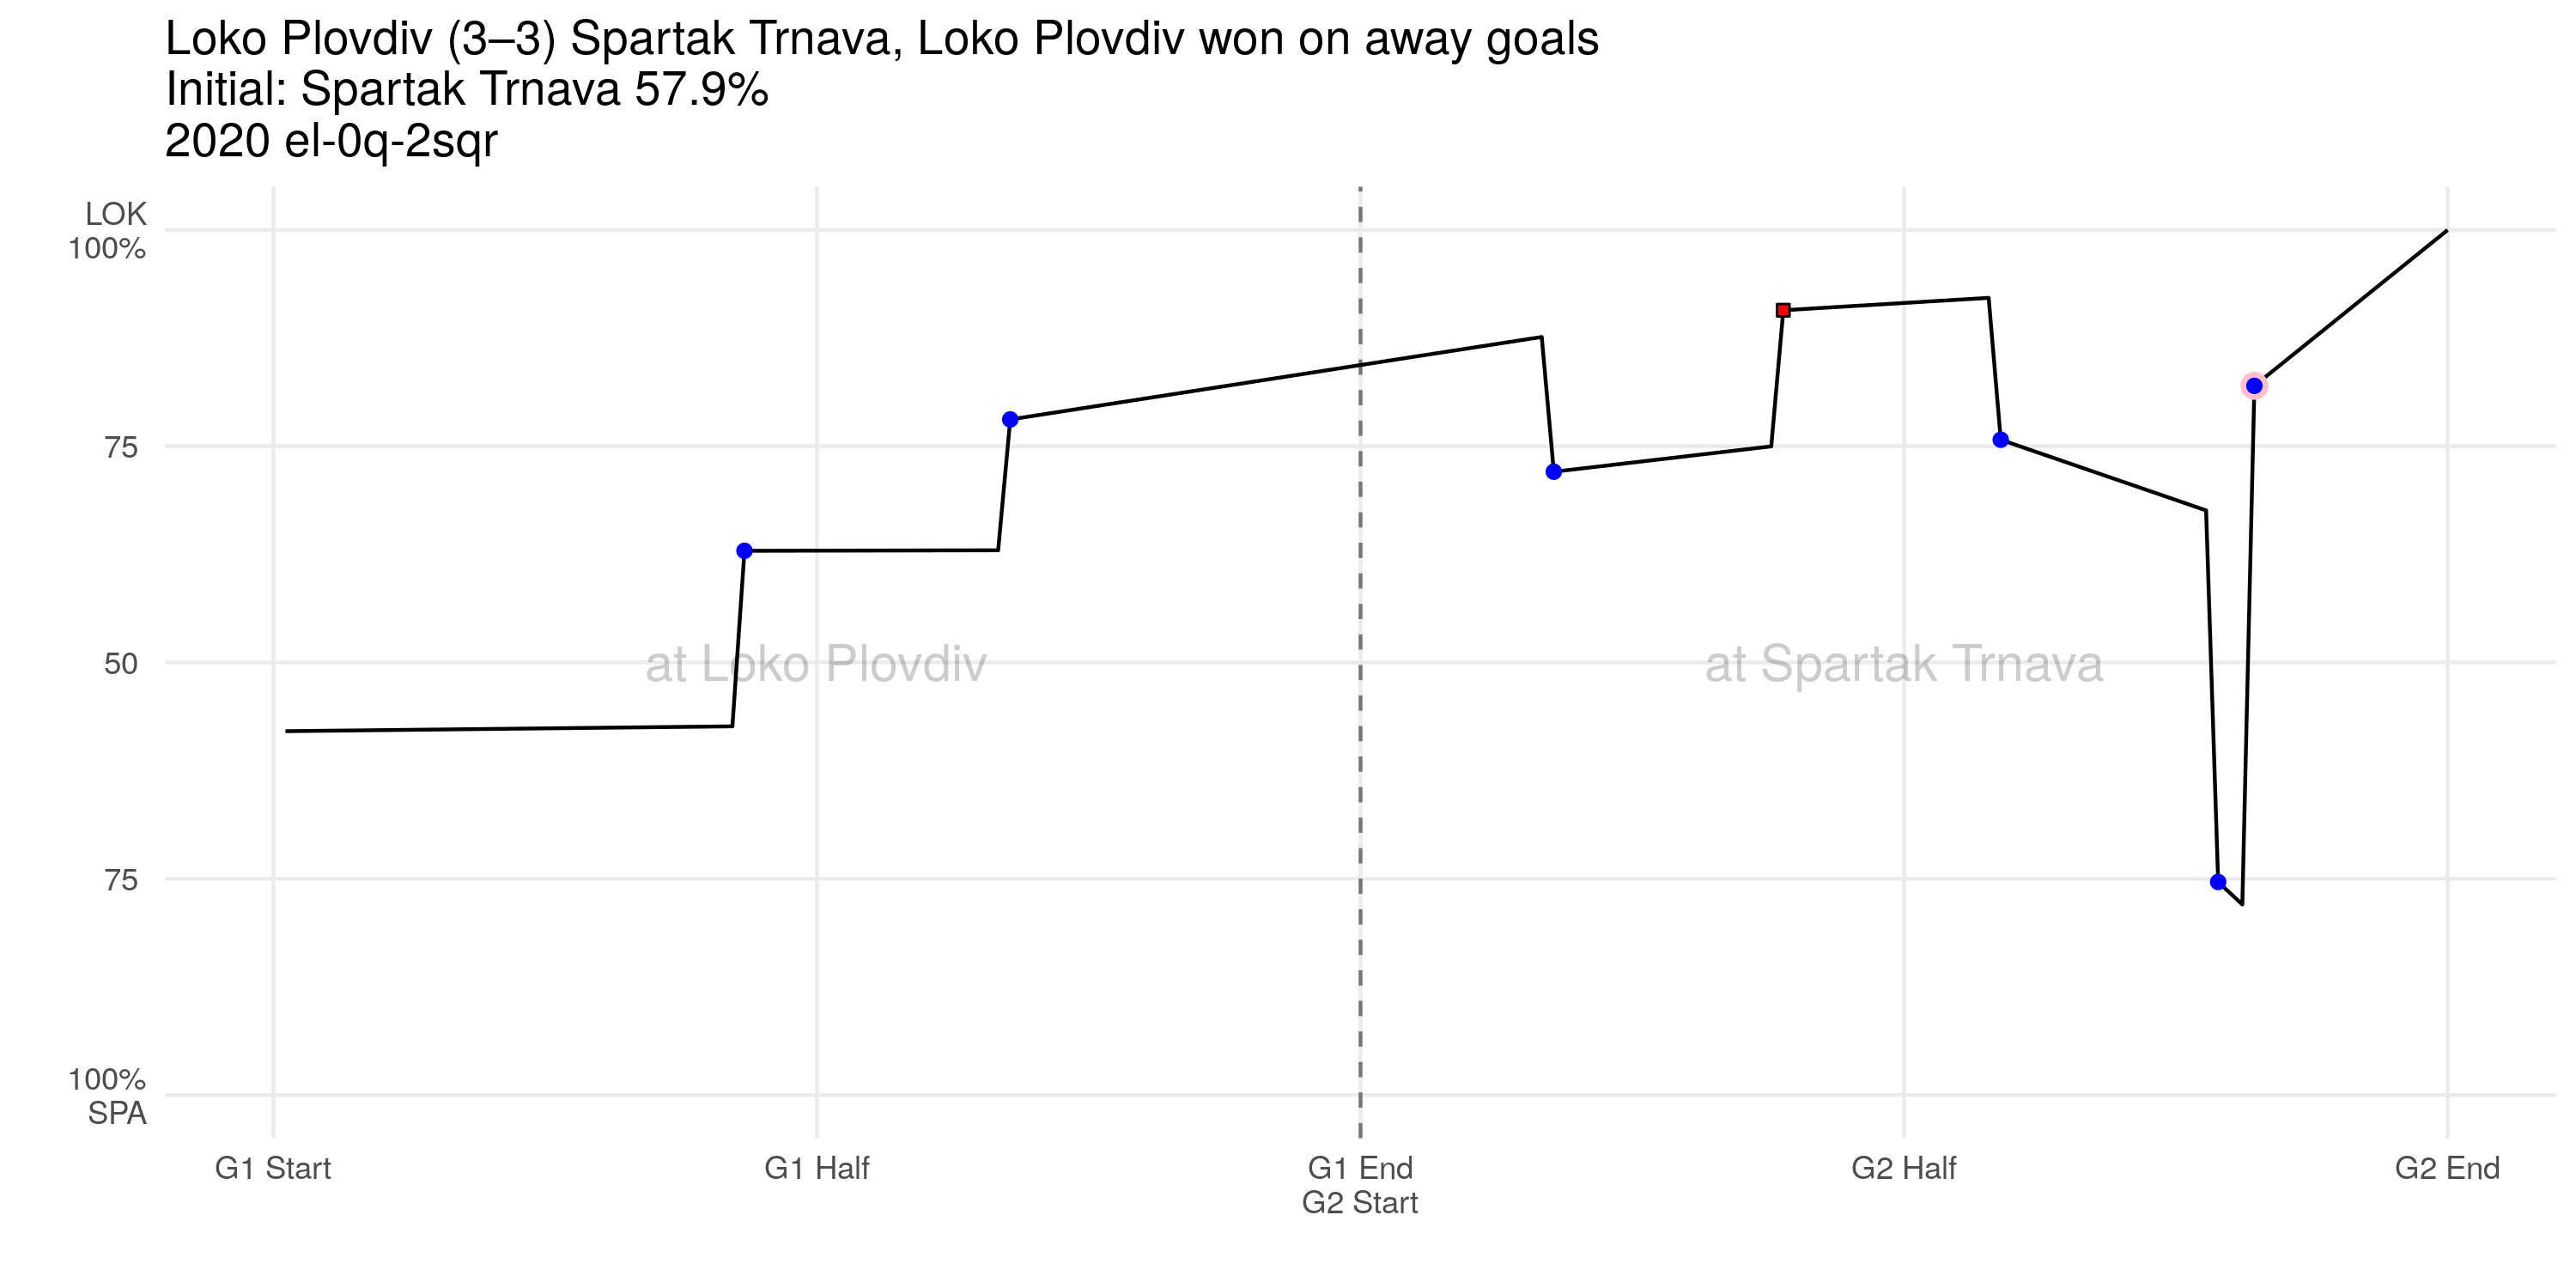 Loko Plovdiv (3–3) Spartak Trnava, Loko Plovdiv won on away goals
Initial: Spartak Trnava 57.9%
2020 el-0q-2sqr
LOK
100%
75
50
75
100%
SPA
at Loko Plovdiv
at Spartak Trnava
G1 Start
G1 Half
G1 End
G2 Start
G2 Half
G2 End